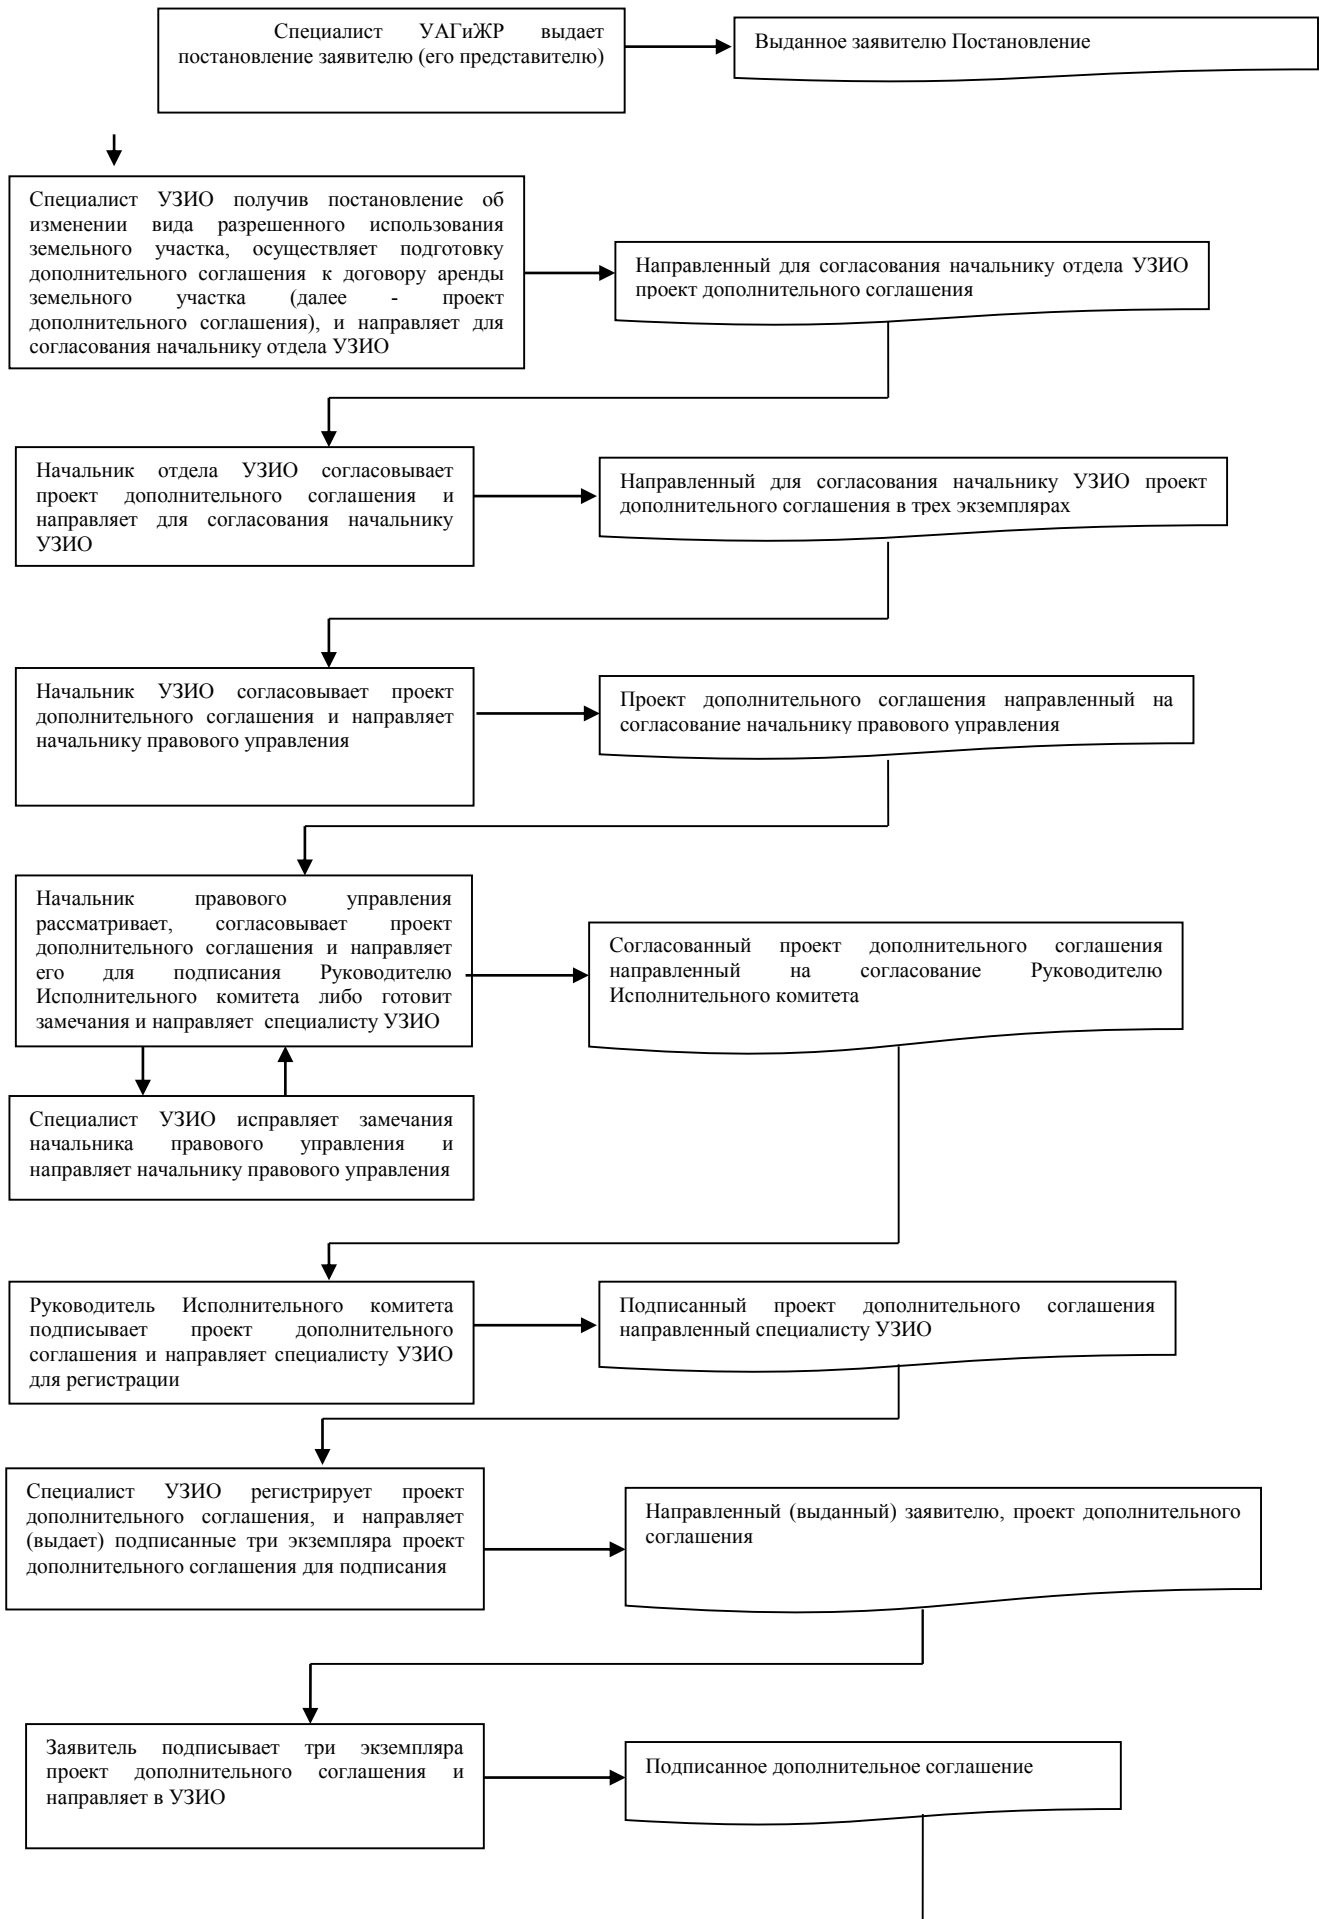 Специалист УАГиЖР выдает
постановление заявителю (его представителю)
Выданное заявителю Постановление
Специалист УЗИО получив постановление об
изменении вида разрешенного использования
земельного участка, осуществляет подготовку
дополнительного соглашения к договору аренды
земельного участка (далее - проект
дополнительного соглашения), и направляет для
согласования начальнику отдела УЗИО
Направленный для согласования начальнику отдела УЗИО
проект дополнительного соглашения
Начальник отдела УЗИО согласовывает
проект дополнительного соглашения и
направляет для согласования начальнику
УЗИО
Направленный для согласования начальнику УЗИО проект
дополнительного соглашения в трех экземплярах
Начальник УЗИО согласовывает проект
дополнительного соглашения и направляет
начальнику правового управления
Проект дополнительного соглашения направленный на
согласование начальнику правового управления
Начальник правового управления
рассматривает, согласовывает проект
дополнительного соглашения и направляет
его для подписания Руководителю
Исполнительного комитета либо готовит
замечания и направляет специалисту УЗИО
Согласованный проект дополнительного соглашения
направленный на согласование Руководителю
Исполнительного комитета
Специалист УЗИО исправляет замечания
начальника правового управления и
направляет начальнику правового управления
Руководитель Исполнительного комитета
подписывает проект дополнительного
соглашения и направляет специалисту УЗИО
для регистрации
Подписанный проект дополнительного соглашения
направленный специалисту УЗИО
Специалист УЗИО регистрирует проект
дополнительного соглашения, и направляет
(выдает) подписанные три экземпляра проект
дополнительного соглашения для подписания
Направленный (выданный) заявителю, проект дополнительного
соглашения
Заявитель подписывает три экземпляра
проект дополнительного соглашения и
направляет в УЗИО
Подписанное дополнительное соглашение